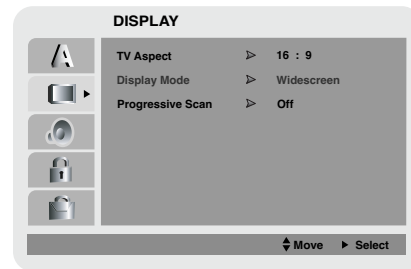 DISPLAY
TV Aspect 16 : 9
Display Mode Widescreen
Progressive Scan Off
Move Select